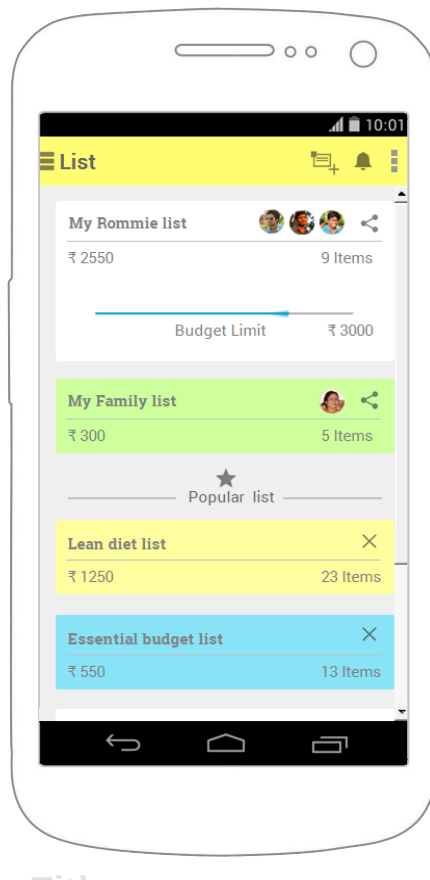 10:01
List
My Rommie list
₹ 2550 9 Items
Budget Limit ₹ 3000
My Family list
₹ 300 5 Items
Popular list
Lean diet list
₹ 1250 23 Items
Essential budget list
₹ 550 13 Items